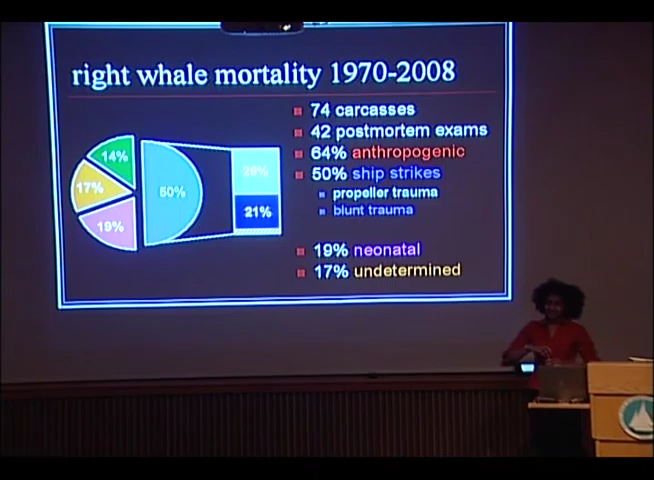 right whale mortality 1970-2008
74 carcasses
42 postmortem exams
64% anthropogenic
50% ship strikes
propeller trauma
blunt trauma
19% neonatal
17% undetermined
14%
17%
19%
50%
21%